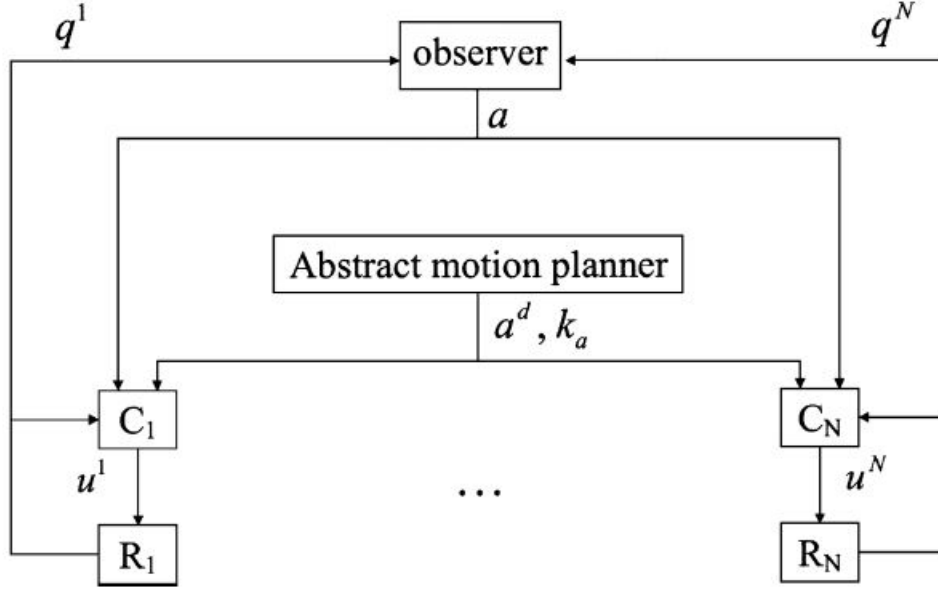 q^1 q^N
observer
a
Abstract motion planner
a^d, k_a
C_1 C_N
u^1 u^N
...
R_1 R_N